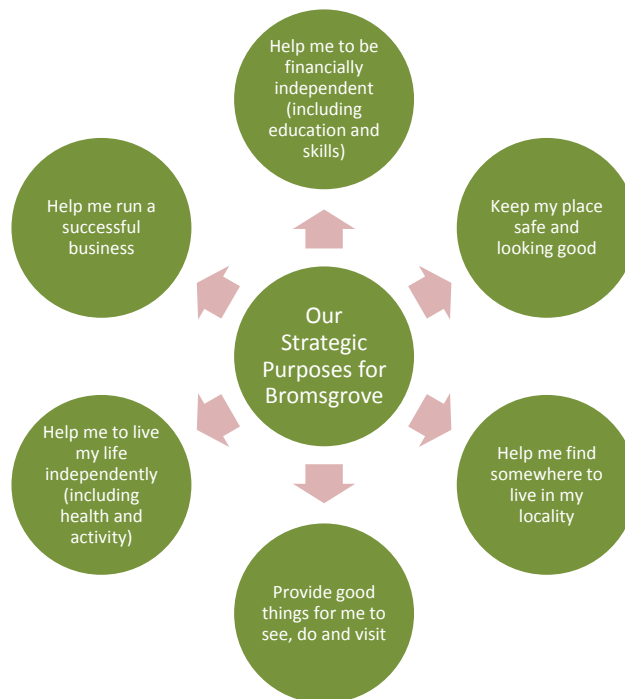 Help me to be
financially
independent
(including
education and
skills)
Help me run a
successful
business
Keep my place
safe and
looking good
Our
Strategic
Purposes for
Bromsgrove
Help me to live
my life
independently
(including
health and
activity)
Help me find
somewhere to
live in my
locality
Provide good
things for me to
see, do and visit